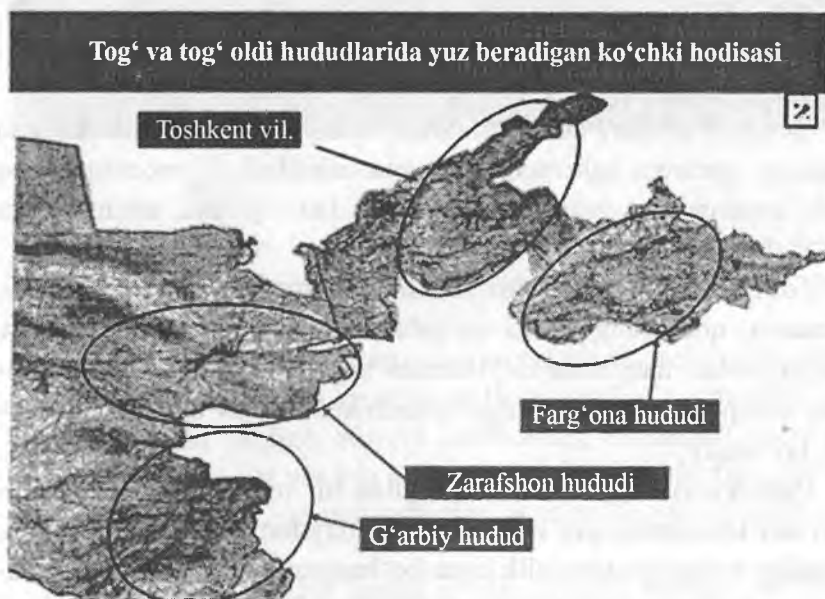 Tog‘ va tog‘ oldi hududlarida yuz beradigan ko‘chki hodisasi
Toshkent vil.
Farg‘ona hududi
Zarafshon hududi
G‘arbiy hudud